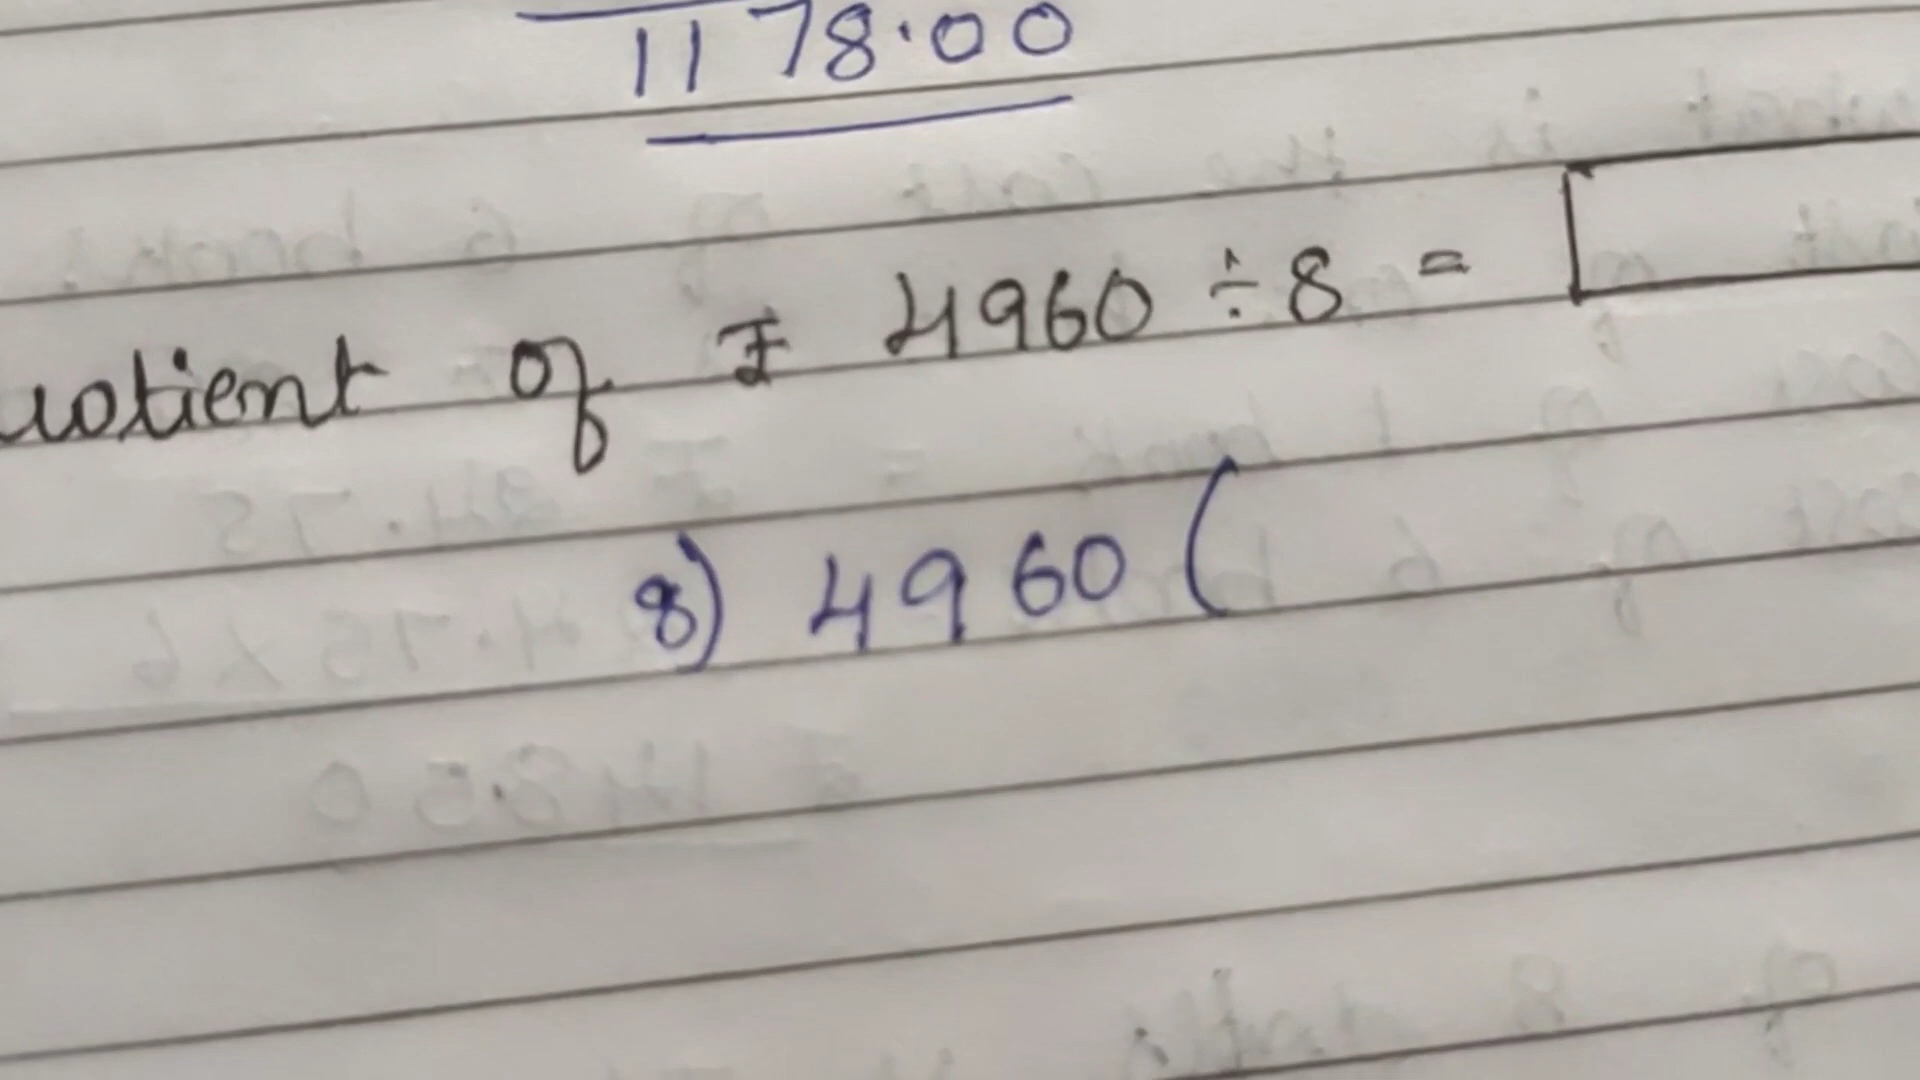 1178.00
uotient of ₹ 4960 ÷ 8 =
8) 4960 (